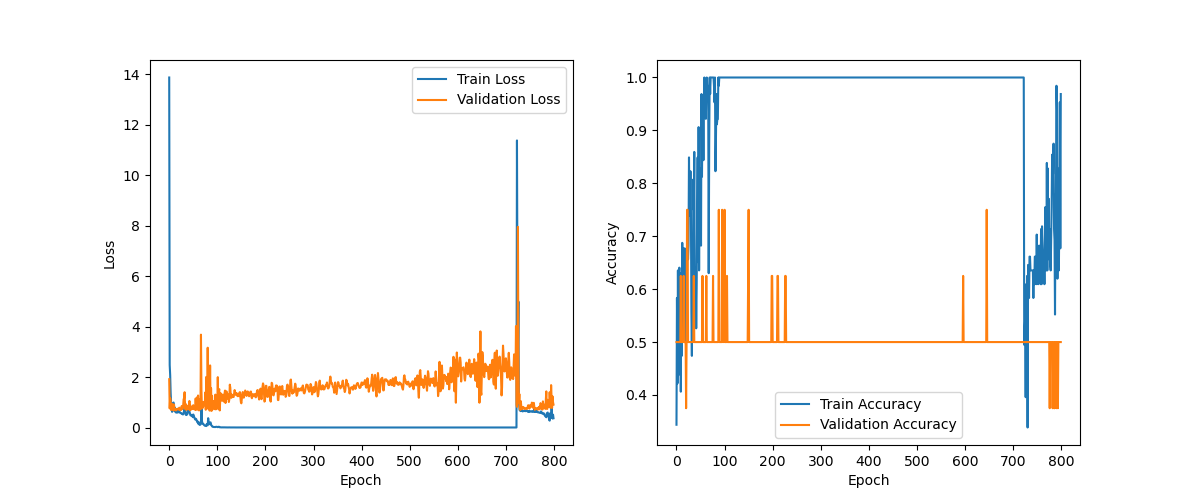 14
12
10
8
6
4
2
0
Loss
0 100 200 300 400 500 600 700 800
Epoch
Train Loss
Validation Loss
1.0
0.9
0.8
0.7
0.6
0.5
0.4
Accuracy
0 100 200 300 400 500 600 700 800
Epoch
Train Accuracy
Validation Accuracy